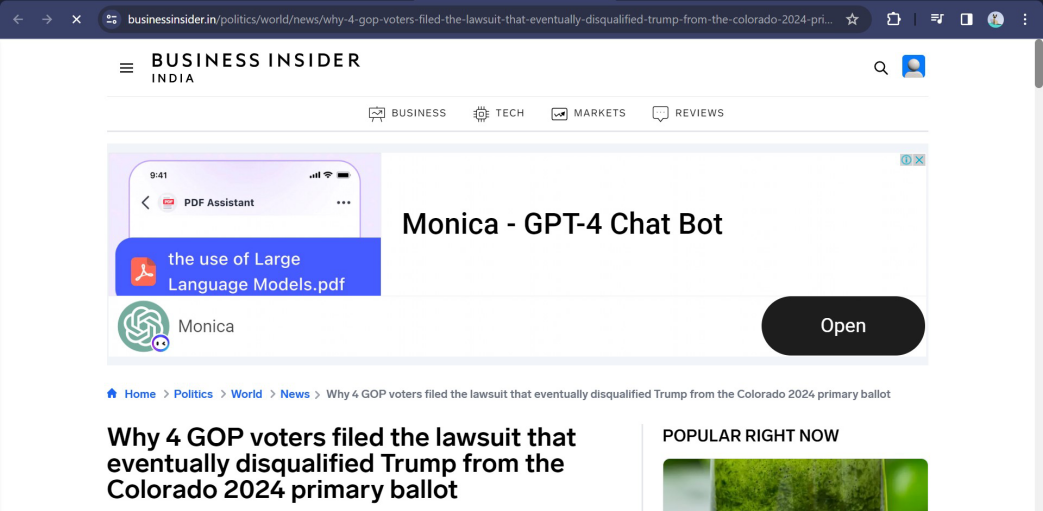 businessinsider.in/politics/world/news/why-4-gop-voters-filed-the-lawsuit-that-eventually-disqualified-trump-from-the-colorado-2024-pri...
BUSINESS INSIDER
INDIA
BUSINESS TECH MARKETS REVIEWS
9:41
PDF Assistant
the use of Large
Language Models.pdf
Monica - GPT-4 Chat Bot
Monica
Open
Home > Politics > World > News > Why 4 GOP voters filed the lawsuit that eventually disqualified Trump from the Colorado 2024 primary ballot
Why 4 GOP voters filed the lawsuit that
eventually disqualified Trump from the
Colorado 2024 primary ballot
POPULAR RIGHT NOW